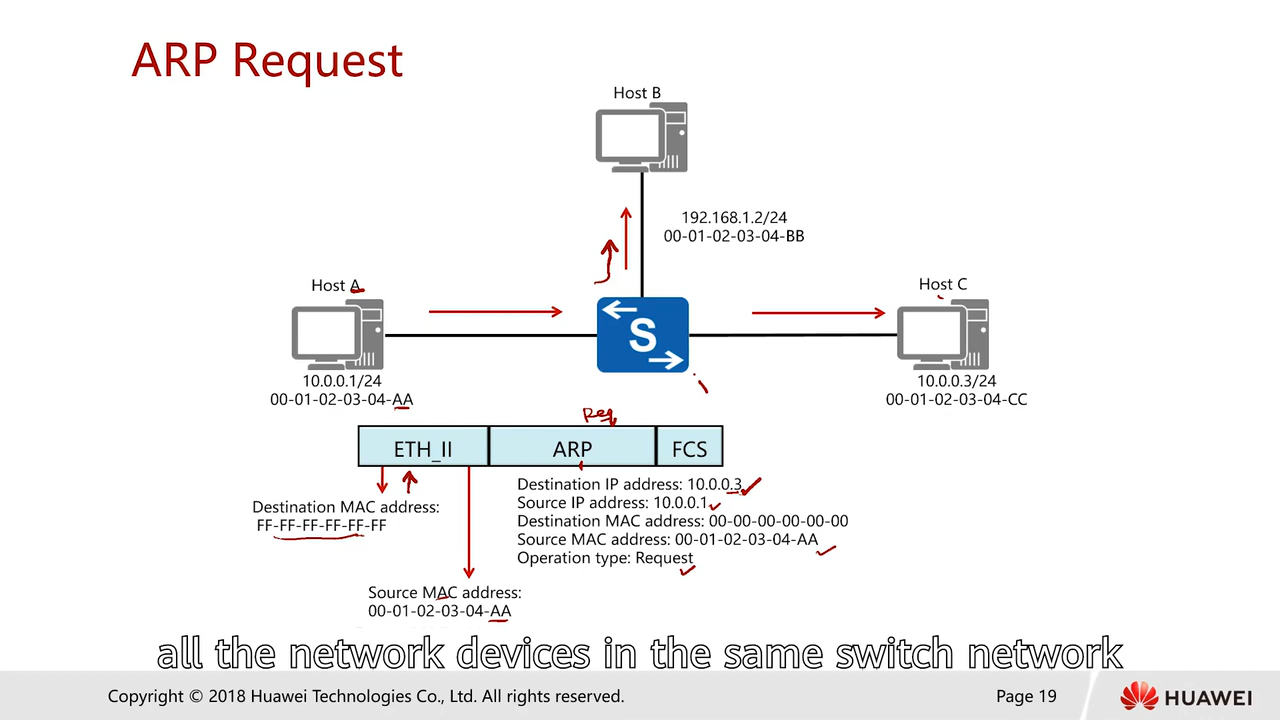 ARP Request
Host B
192.168.1.2/24
00-01-02-03-04-BB
Host A
Host C
S
10.0.0.1/24
00-01-02-03-04-AA
10.0.0.3/24
00-01-02-03-04-CC
Req
ETH_II
ARP
FCS
Destination MAC address:
FF-FF-FF-FF-FF-FF
Destination IP address: 10.0.0.3
Source IP address: 10.0.0.1
Destination MAC address: 00-00-00-00-00-00
Source MAC address: 00-01-02-03-04-AA
Operation type: Request
Source MAC address:
00-01-02-03-04-AA
all the network devices in the same switch network
Copyright © 2018 Huawei Technologies Co., Ltd. All rights reserved.
Page 19
HUAWEI